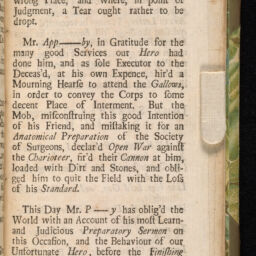 wrong Place, and where, in point of
Judgment, a Tear ought rather to be
dropt.
Mr. App——by, in Gratitude for the
many good Services our Hero had
done him, and as ſole Executor to the
Deceas'd, at his own Expence, hir'd a
Mourning Hearſe to attend the Gallows,
in order to convey the Corps to ſome
decent Place of Interment. But the
Mob, miſconſtruing this good Intention
of his Friend, and miſtaking it for an
Anatomical Preparation of the Society
of Surgeons, declar'd Open War againſt
the Charioteer, fir'd their Cannon at him,
loaded with Dirt and Stones, and obli-
ged him to quit the Field with the Loſs
of his Standard.
This Day Mr. P——y has oblig'd the
World with an Account of his moſt Learn-
and Judicious Preparatory Sermon on
this Occaſion, and the Behaviour of our
Unfortunate Hero, before the Finiſhing